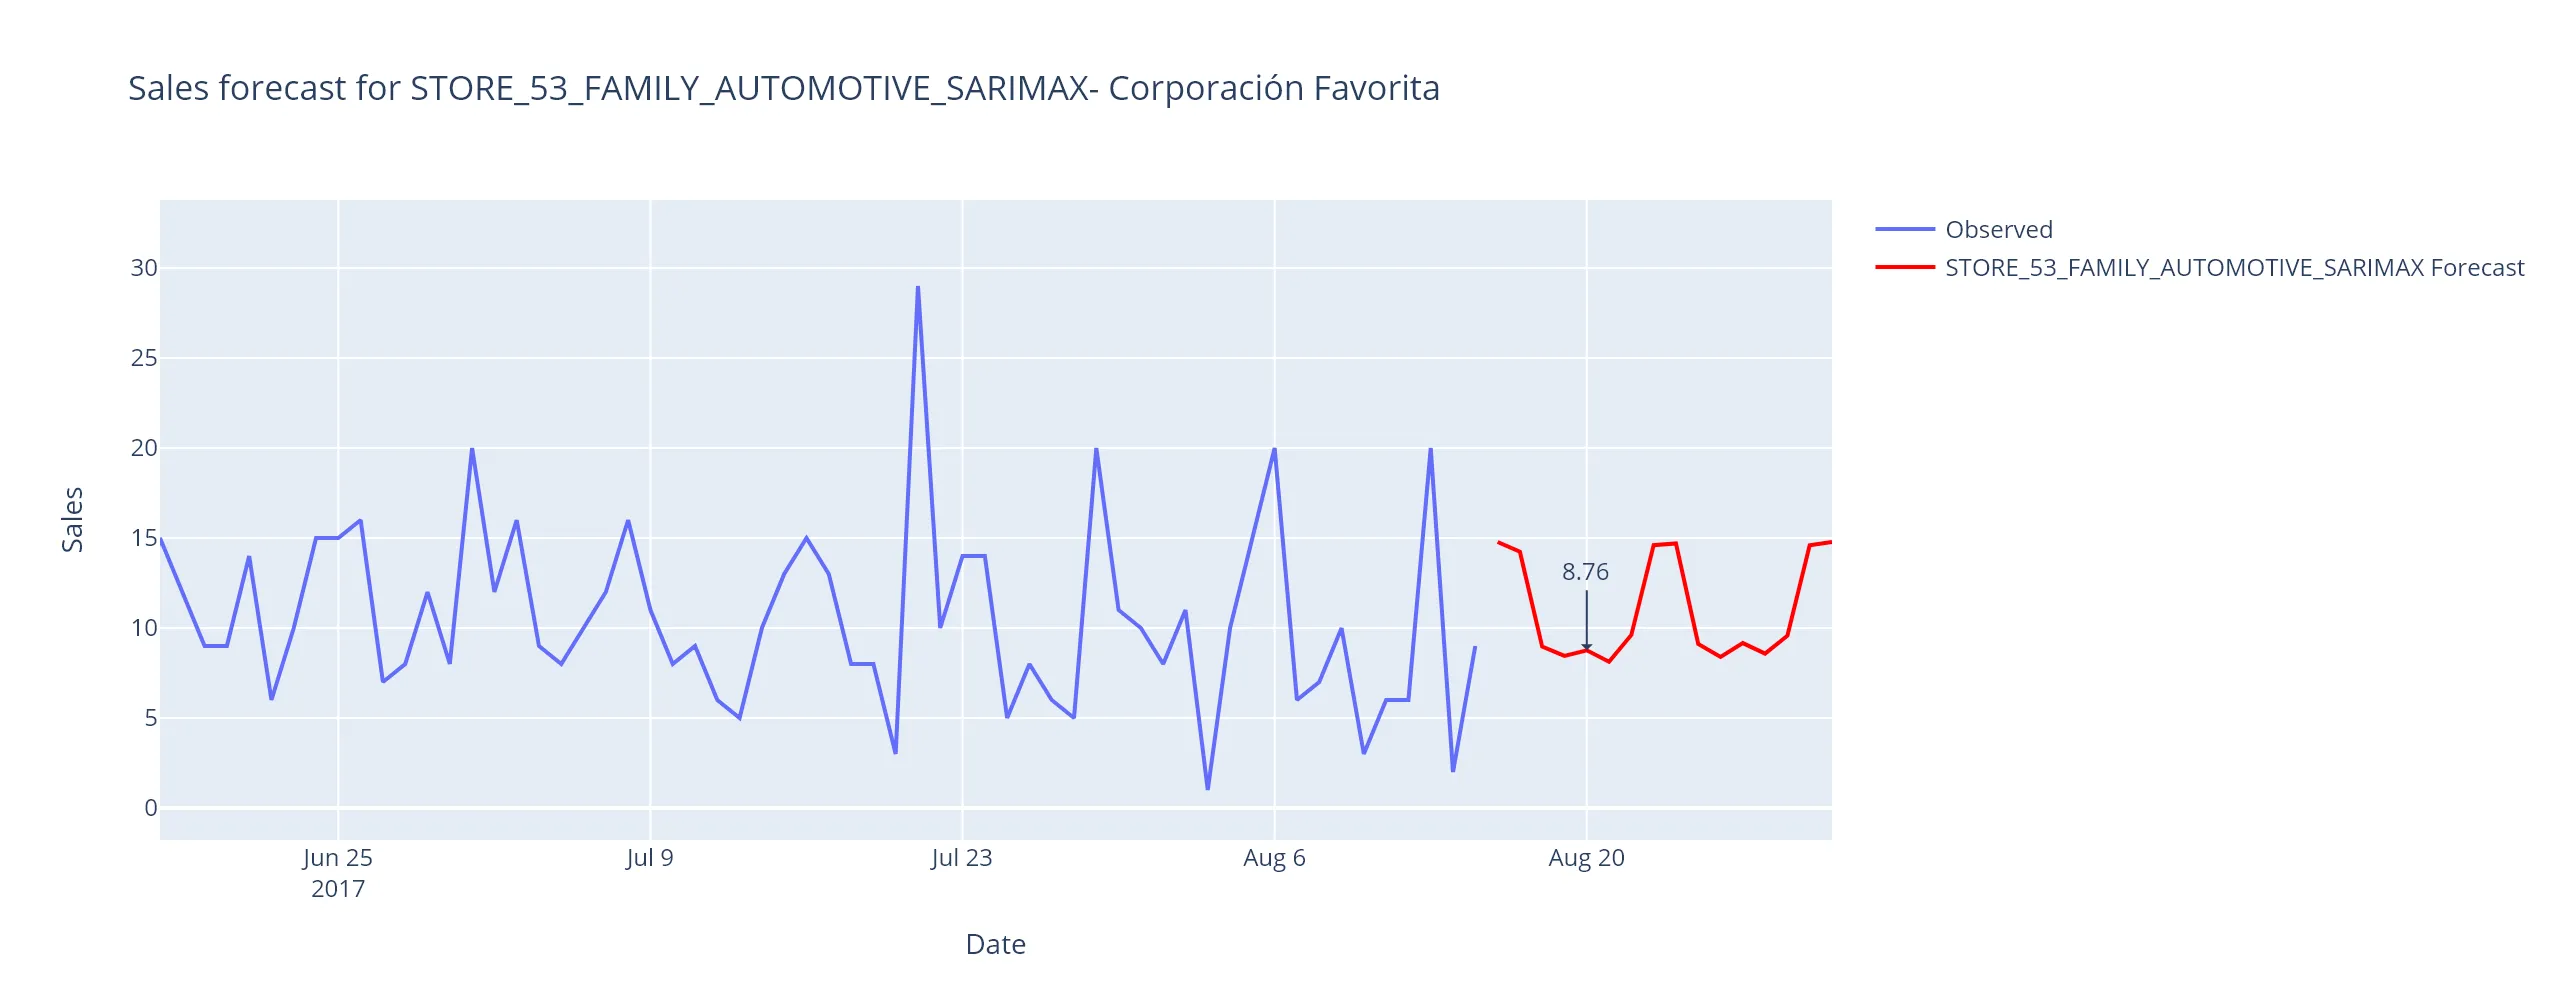 Sales forecast for STORE_53_FAMILY_AUTOMOTIVE_SARIMAX- Corporación Favorita
Observed
STORE_53_FAMILY_AUTOMOTIVE_SARIMAX Forecast
30
25
20
15
10
5
0
Sales
8.76
Jun 25
2017
Jul 9
Jul 23
Aug 6
Aug 20
Date